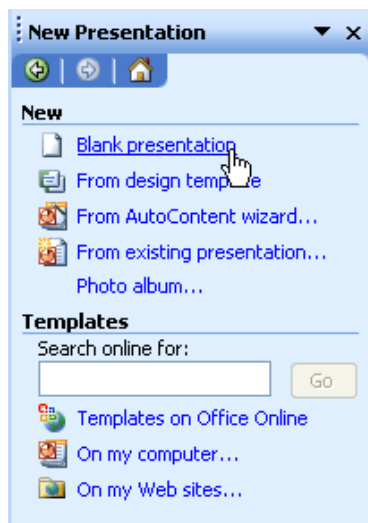 New Presentation
New
Blank presentation
From design template
From AutoContent wizard...
From existing presentation...
Photo album...
Templates
Search online for:
Go
Templates on Office Online
On my computer...
On my Web sites...